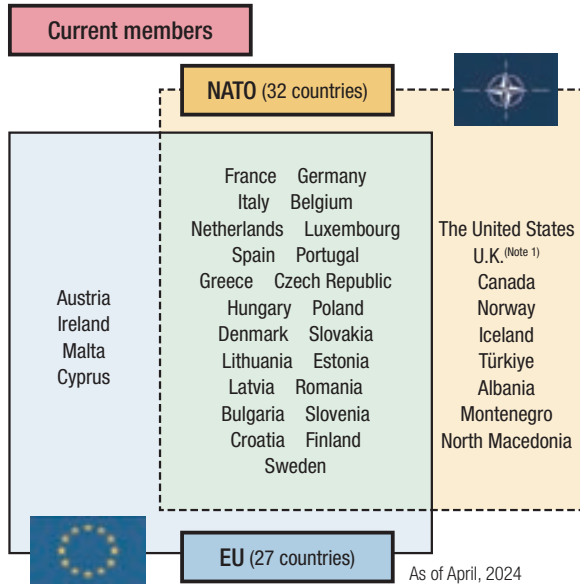 Current members
NATO (32 countries)
Austria
Ireland
Malta
Cyprus
France Germany
Italy Belgium
Netherlands Luxembourg
Spain Portugal
Greece Czech Republic
Hungary Poland
Denmark Slovakia
Lithuania Estonia
Latvia Romania
Bulgaria Slovenia
Croatia Finland
Sweden
The United States
U.K.(Note 1)
Canada
Norway
Iceland
Türkiye
Albania
Montenegro
North Macedonia
EU (27 countries)
As of April, 2024